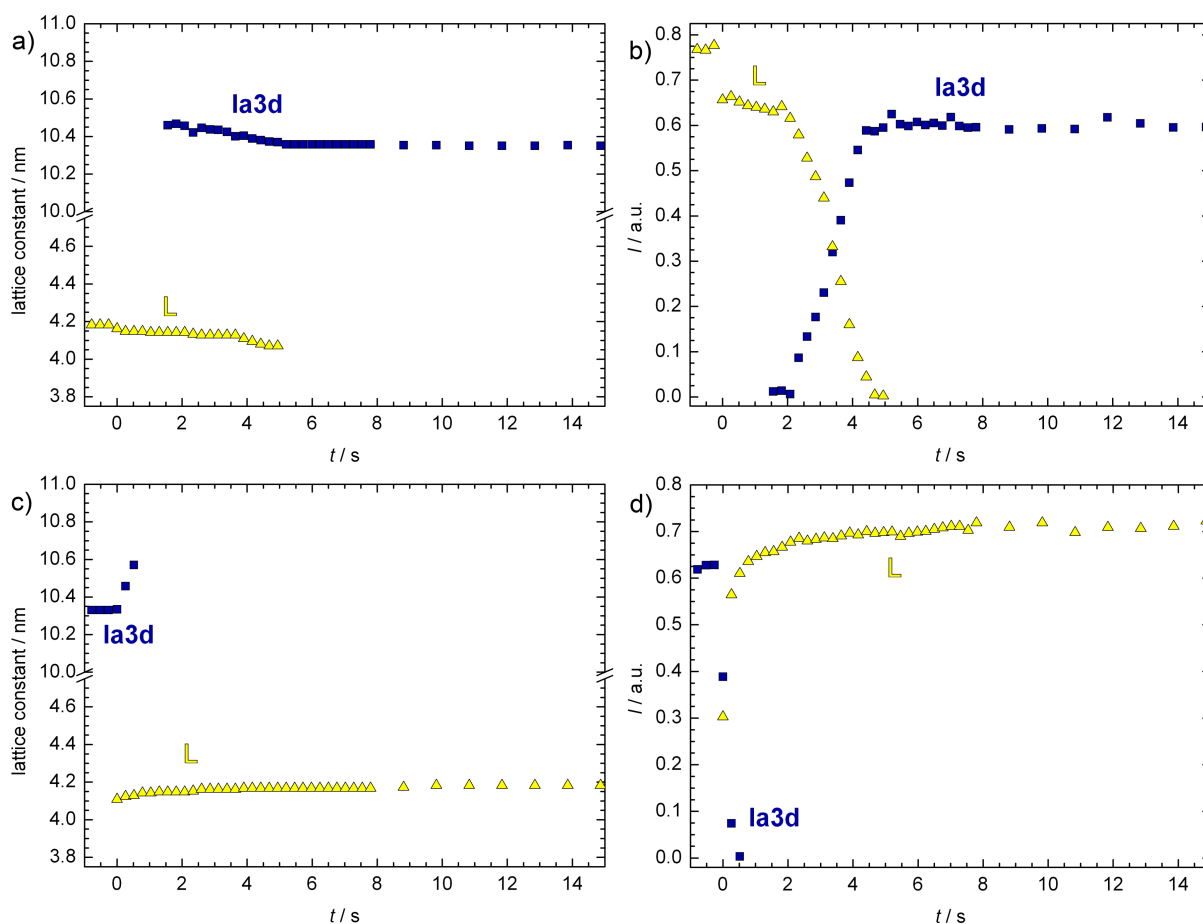 a)
11.0
10.8
10.6
10.4
10.2
10.0
4.6
4.4
4.2
4.0
3.8
lattice constant / nm
Ia3d
L
0 2 4 6 8 10 12 14
t / s
b)
0.8
0.7
0.6
0.5
0.4
0.3
0.2
0.1
0.0
I / a.u.
L
Ia3d
0 2 4 6 8 10 12 14
t / s
c)
11.0
10.8
10.6
10.4
10.2
10.0
4.6
4.4
4.2
4.0
3.8
lattice constant / nm
Ia3d
L
0 2 4 6 8 10 12 14
t / s
d)
0.8
0.7
0.6
0.5
0.4
0.3
0.2
0.1
0.0
I / a.u.
L
Ia3d
0 2 4 6 8 10 12 14
t / s